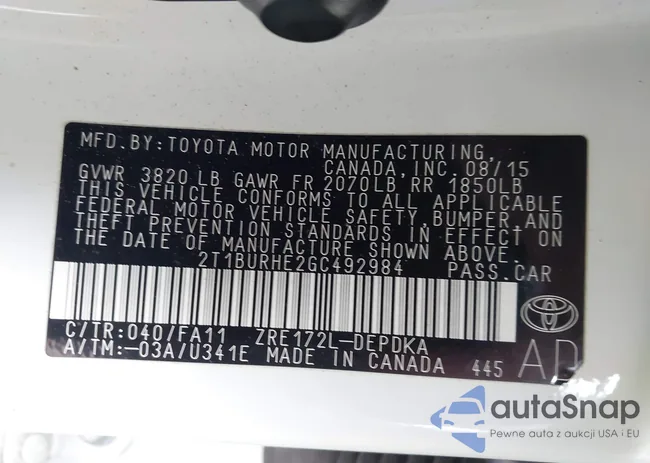 MFD. BY: TOYOTA MOTOR MANUFACTURING,
CANADA, INC. 08/15
GVWR 3820 LB GAWR FR 2070LB RR 1850LB
THIS VEHICLE CONFORMS TO ALL APPLICABLE
FEDERAL MOTOR VEHICLE SAFETY, BUMPER, AND
THEFT PREVENTION STANDARDS IN EFFECT ON
THE DATE OF MANUFACTURE SHOWN ABOVE.
2T1BURHE2GC492984 PASS. CAR
C/TR: 040/FA11 ZRE172L-DEPDKA
A/TM: -03A/U341E MADE IN CANADA 445
autaSnap
Pewne auta z aukcji USA i EU